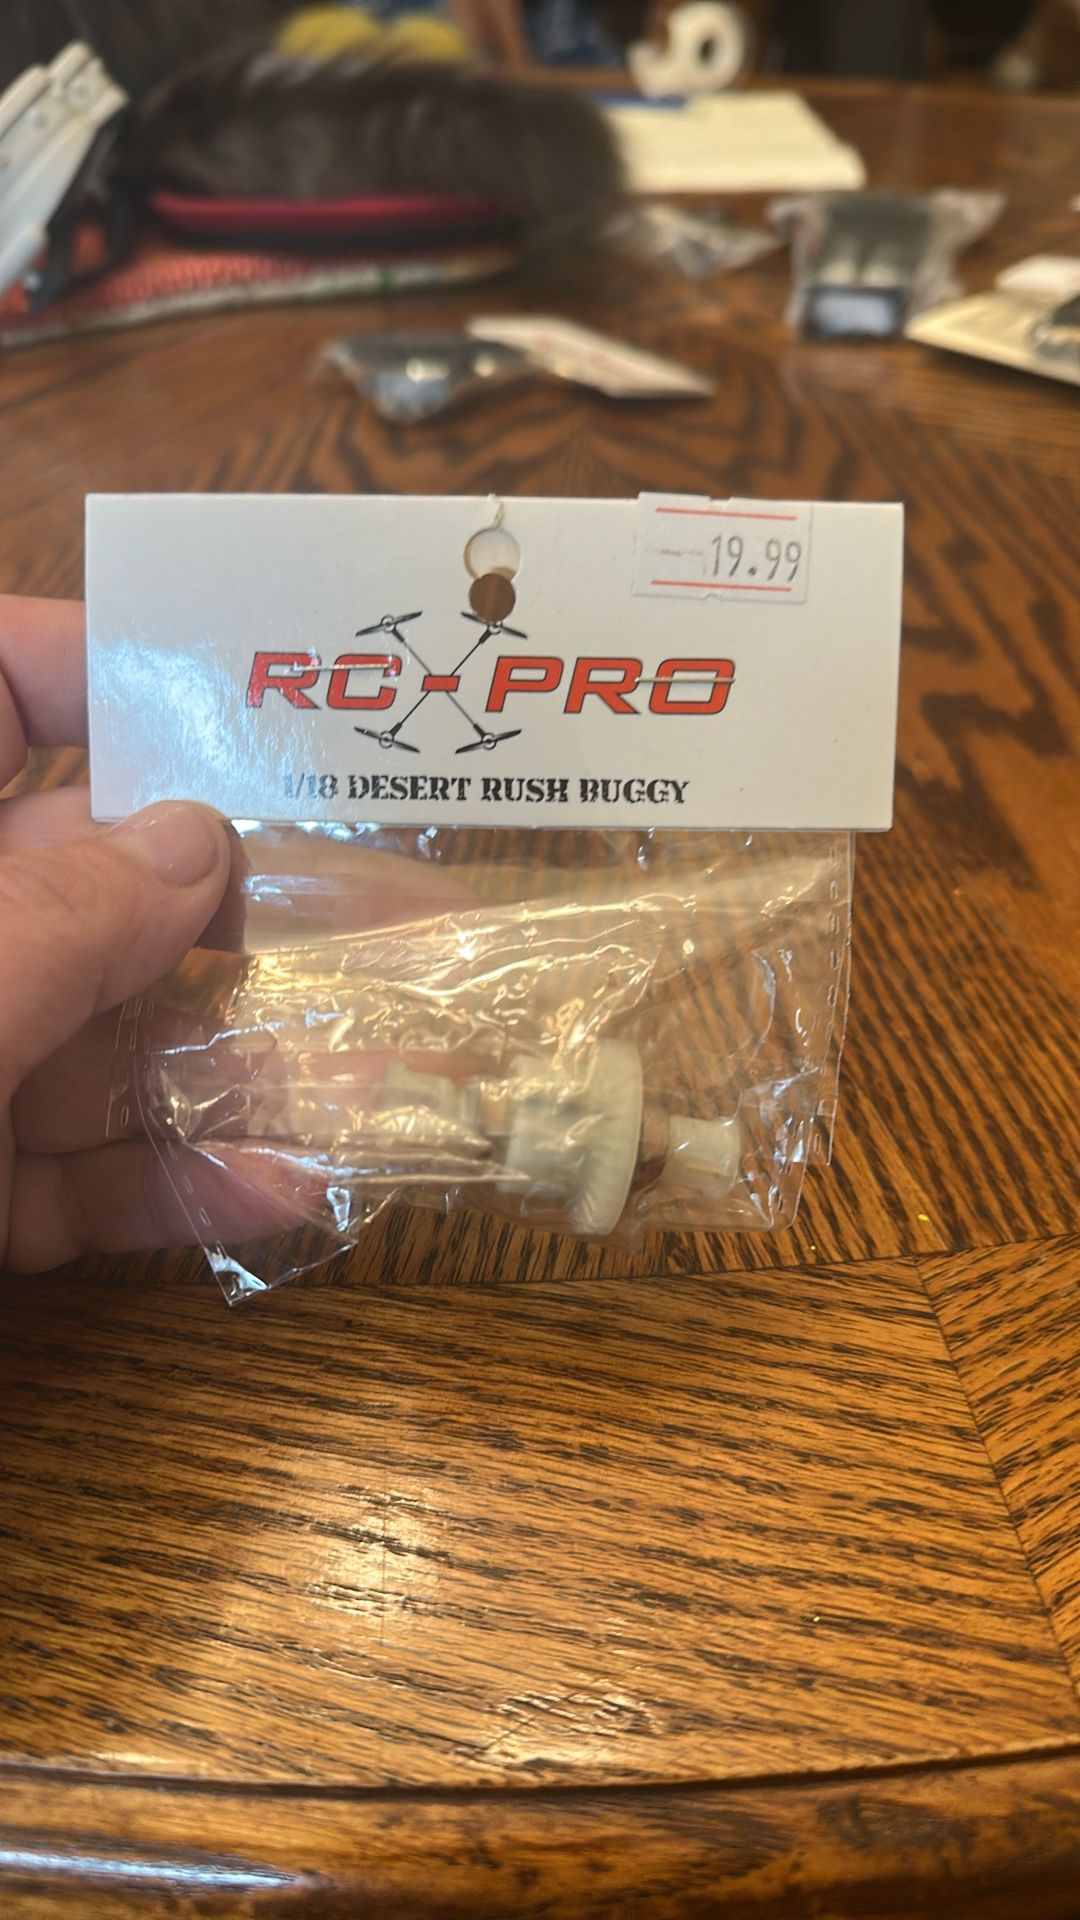 19.99
RC-PRO
1/18 DESERT RUSH BUGGY